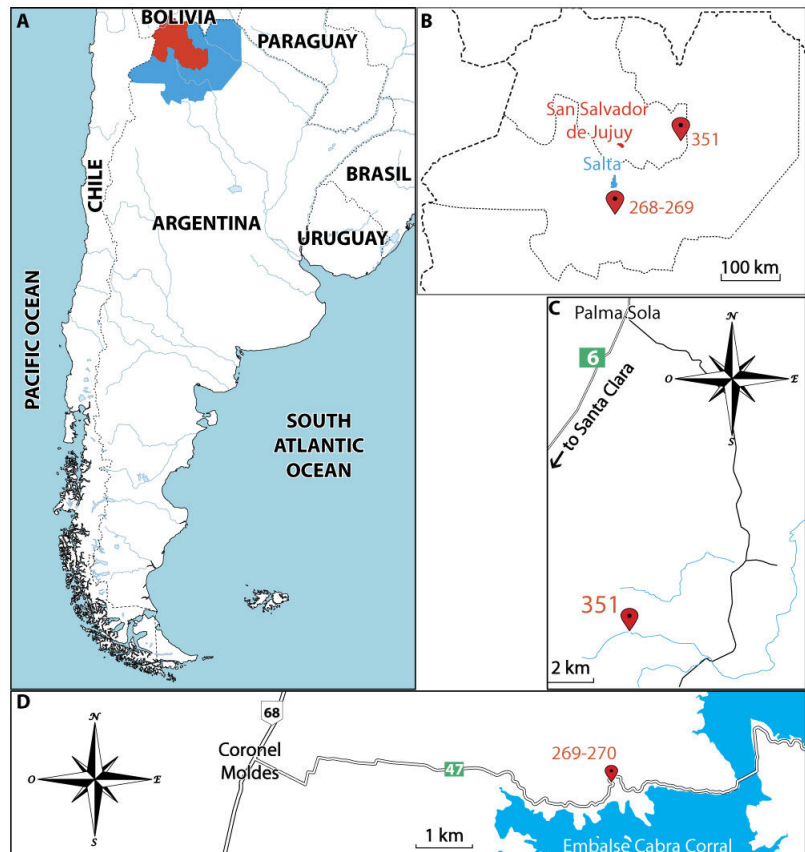 A
BOLIVIA
PARAGUAY
CHILE
BRASIL
ARGENTINA
URUGUAY
PACIFIC OCEAN
SOUTH
ATLANTIC
OCEAN
B
San Salvador
de Jujuy
351
Salta
268-269
100 km
C
Palma Sola
6
to Santa Clara
N
O
E
S
351
2 km
D
N
O
E
S
68
Coronel
Moldes
47
269-270
1 km
Embalse Cabra Corral